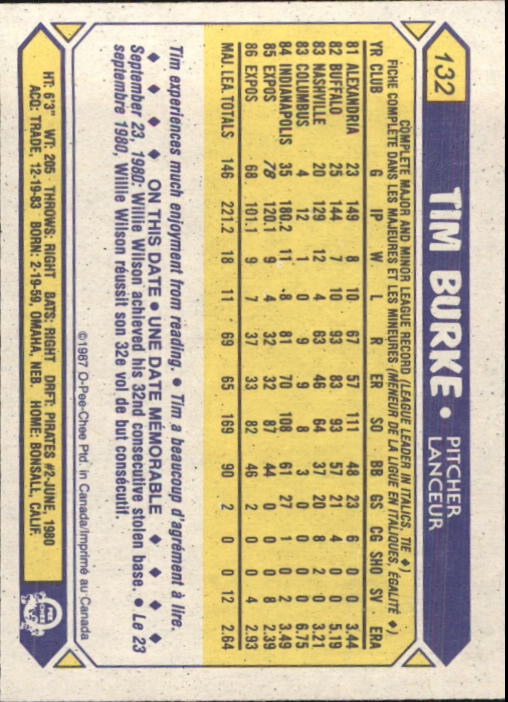 132
TIM BURKE • PITCHER
LANCEUR
COMPLETE MAJOR AND MINOR LEAGUE RECORD (LEAGUE LEADER IN ITALICS, TIE ♦)
FICHE COMPLÈTE DANS LES MAJEURES ET LES MINEURES (MENEUR DE LA LIGUE EN ITALIQUES, ÉGALITÉ ♦)
YR CLUB G IP W L R ER SO BB GS CG SHO SV ERA
81 ALEXANDRIA 23 149 8 10 67 57 111 48 23 6 0 0 3.44
82 BUFFALO 25 144 7 10 93 83 93 57 21 4 0 0 5.19
83 NASHVILLE 20 129 12 4 63 46 64 37 20 8 2 0 3.21
83 COLUMBUS 4 12 1 0 9 9 8 3 0 0 0 0 6.75
84 INDIANAPOLIS 35 180.2 11 8 81 70 108 61 27 1 0 2 3.49
85 EXPOS 78 120.1 9 4 32 32 87 44 0 0 0 8 2.39
86 EXPOS 68 101.1 9 7 37 33 82 46 2 0 0 4 2.93
MAJ. LEA. TOTALS 146 221.2 18 11 69 65 169 90 2 0 0 12 2.64
Tim experiences much enjoyment from reading. • Tim a beaucoup d'agrément à lire.
♦ ♦ ♦ ♦ ON THIS DATE • UNE DATE MÉMORABLE ♦ ♦ ♦ ♦
September 23, 1980: Willie Wilson achieved his 32nd consecutive stolen base. • Le 23
septembre 1980, Willie Wilson réussit son 32e vol de but consécutif.
©1987 O-Pee-Chee Ptd. in Canada/Imprimé au Canada
HT: 6'3" WT: 205 THROWS: RIGHT BATS: RIGHT DRFT: PIRATES #2-JUNE, 1980
ACQ: TRADE, 12-19-83 BORN: 2-19-59, OMAHA, NEB. HOME: BONSALL, CALIF.
O
PEE
CHEE